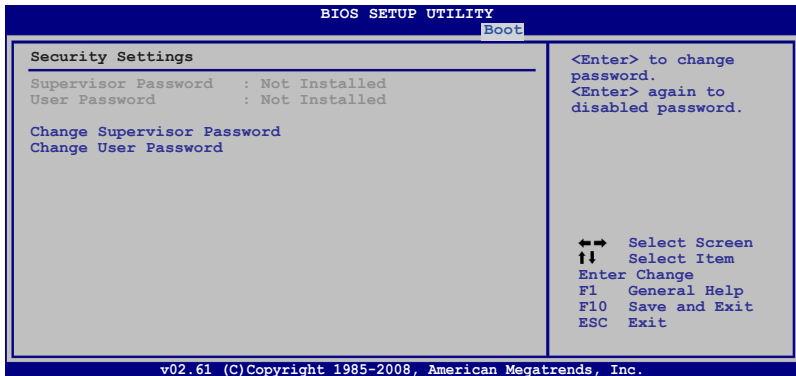 BIOS SETUP UTILITY
Boot
Security Settings
Supervisor Password : Not Installed
User Password : Not Installed
Change Supervisor Password
Change User Password
<Enter> to change
password.
<Enter> again to
disabled password.
←→ Select Screen
↑↓ Select Item
Enter Change
F1 General Help
F10 Save and Exit
ESC Exit
v02.61 (C)Copyright 1985-2008, American Megatrends, Inc.